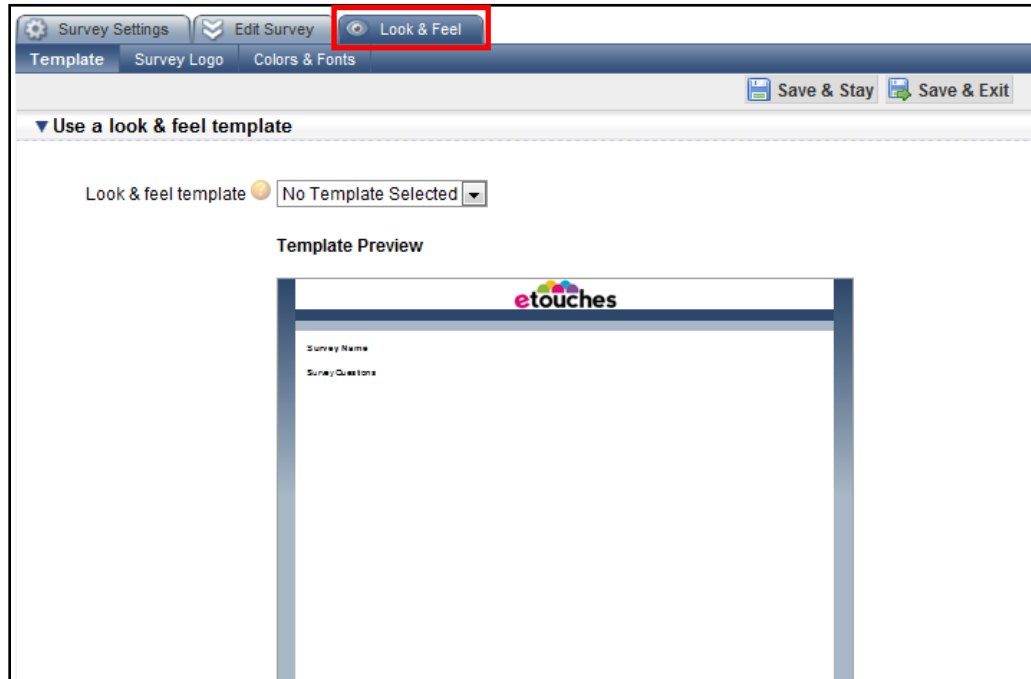 Survey Settings Edit Survey Look & Feel
Template Survey Logo Colors & Fonts
Save & Stay Save & Exit
Use a look & feel template
Look & feel template No Template Selected
Template Preview
etouches
Survey Name
Survey Questions